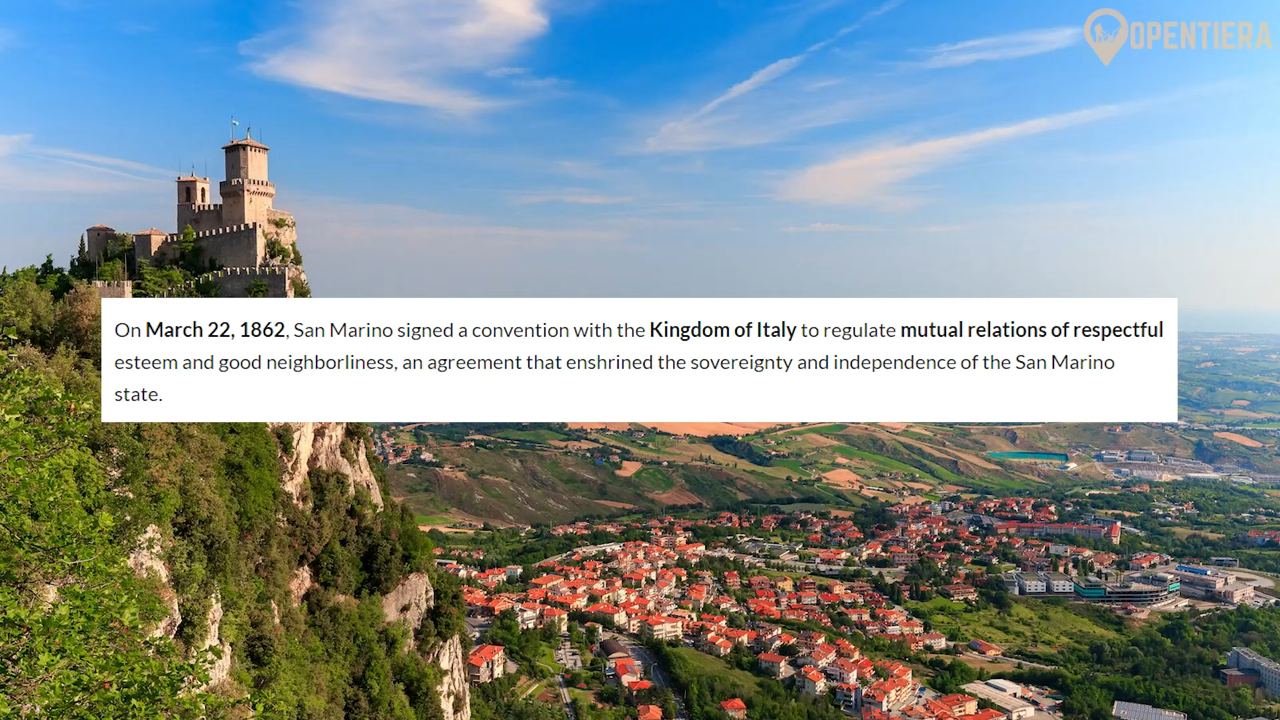 OPENTIERA
On March 22, 1862, San Marino signed a convention with the Kingdom of Italy to regulate mutual relations of respectful
esteem and good neighborliness, an agreement that enshrined the sovereignty and independence of the San Marino
state.